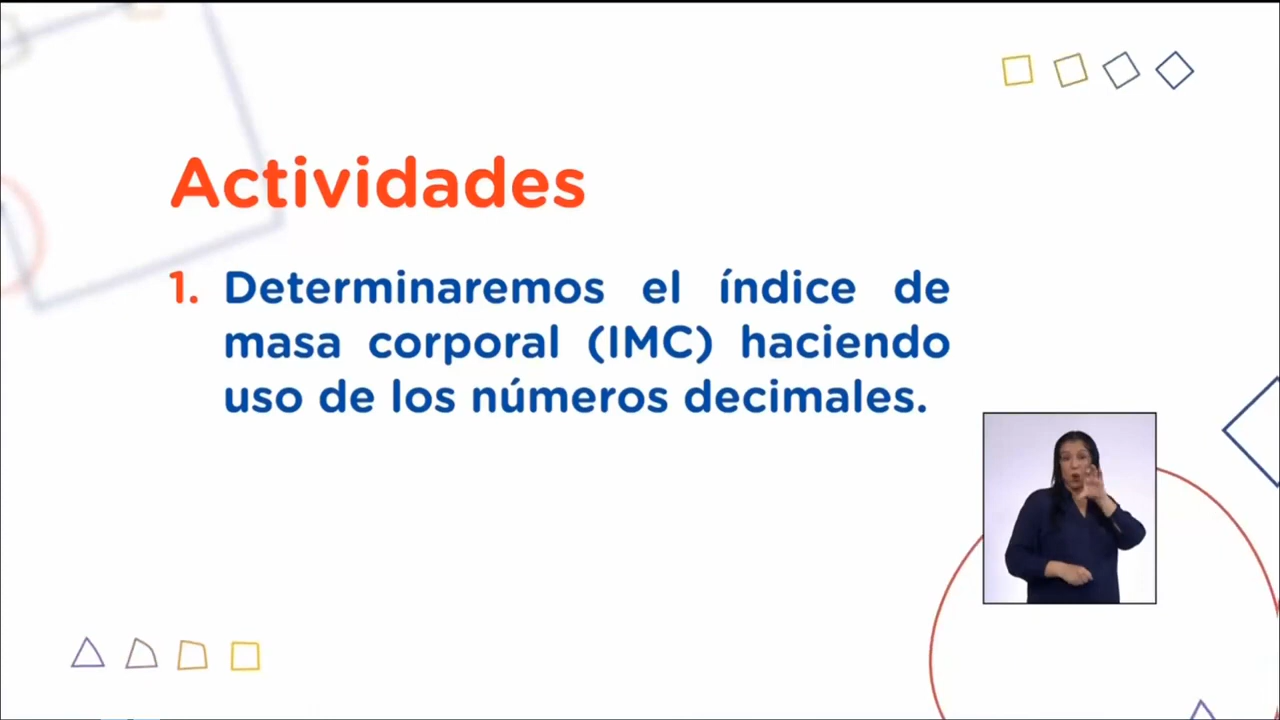 Actividades
1. Determinaremos el índice de
masa corporal (IMC) haciendo
uso de los números decimales.